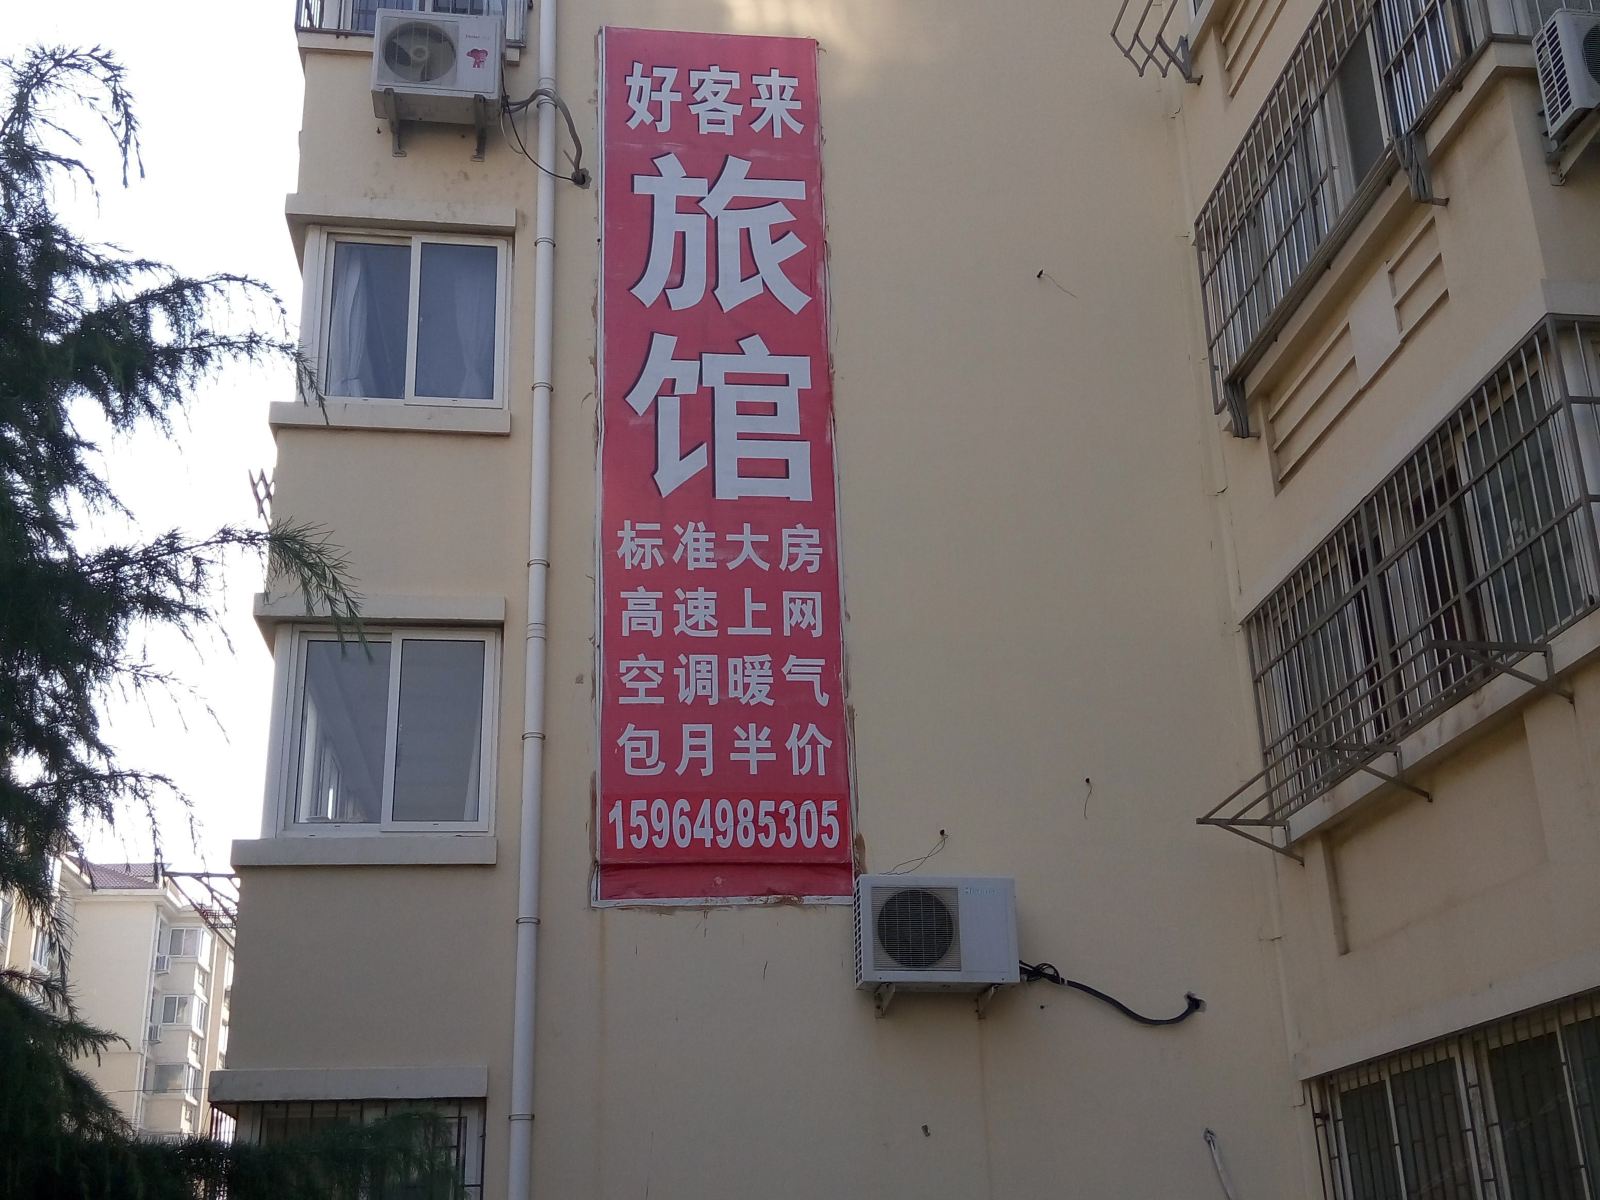 好客来
旅
馆
标准大房
高速上网
空调暖气
包月半价
15964985305